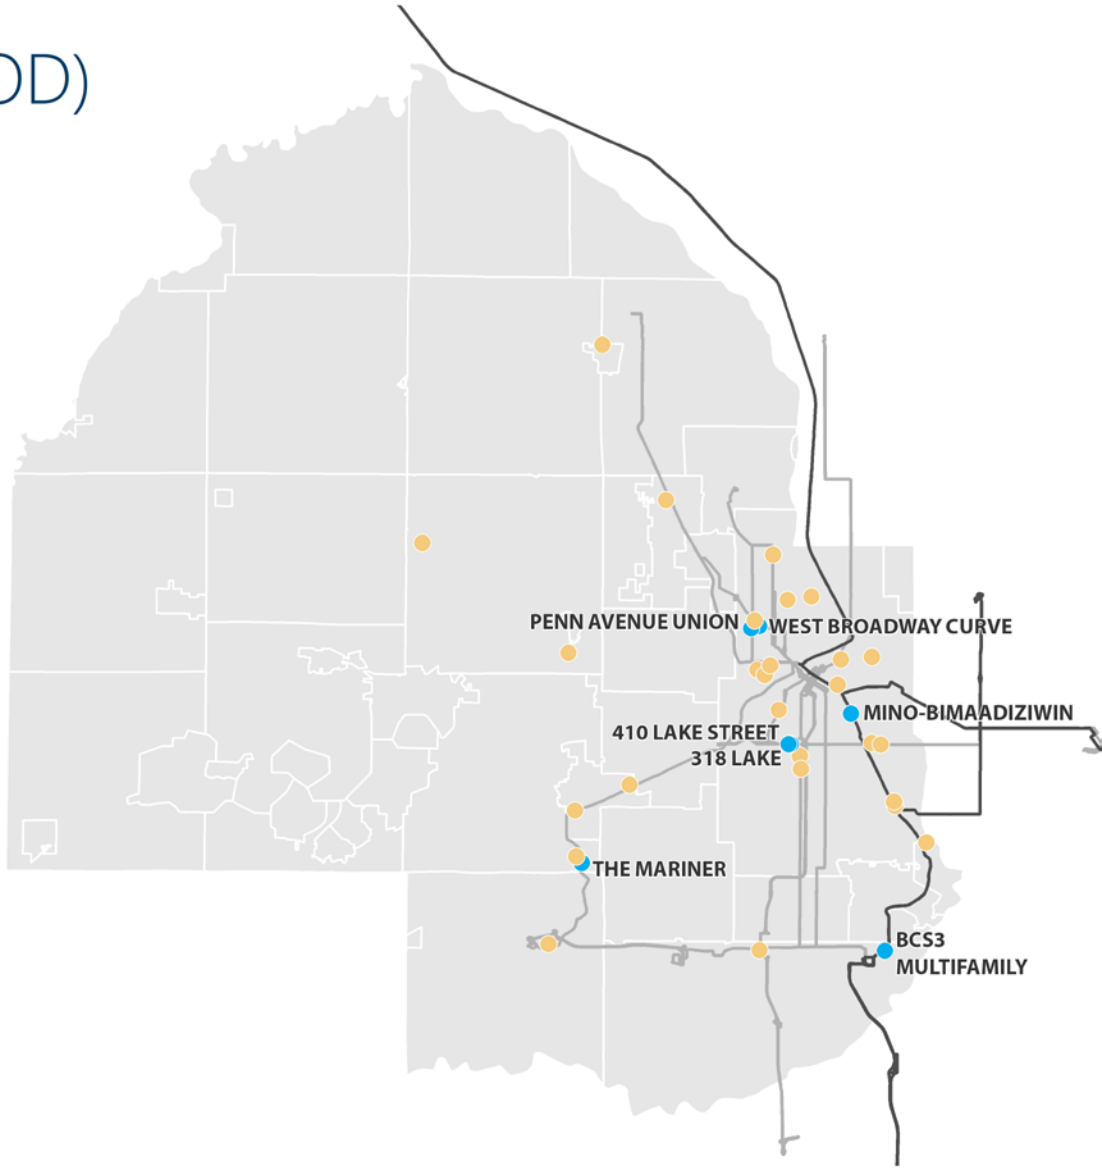 OD)
PENN AVENUE UNION
WEST BROADWAY CURVE
MINO-BIMAADIZIWIN
410 LAKE STREET
318 LAKE
THE MARINER
BCS3
MULTIFAMILY